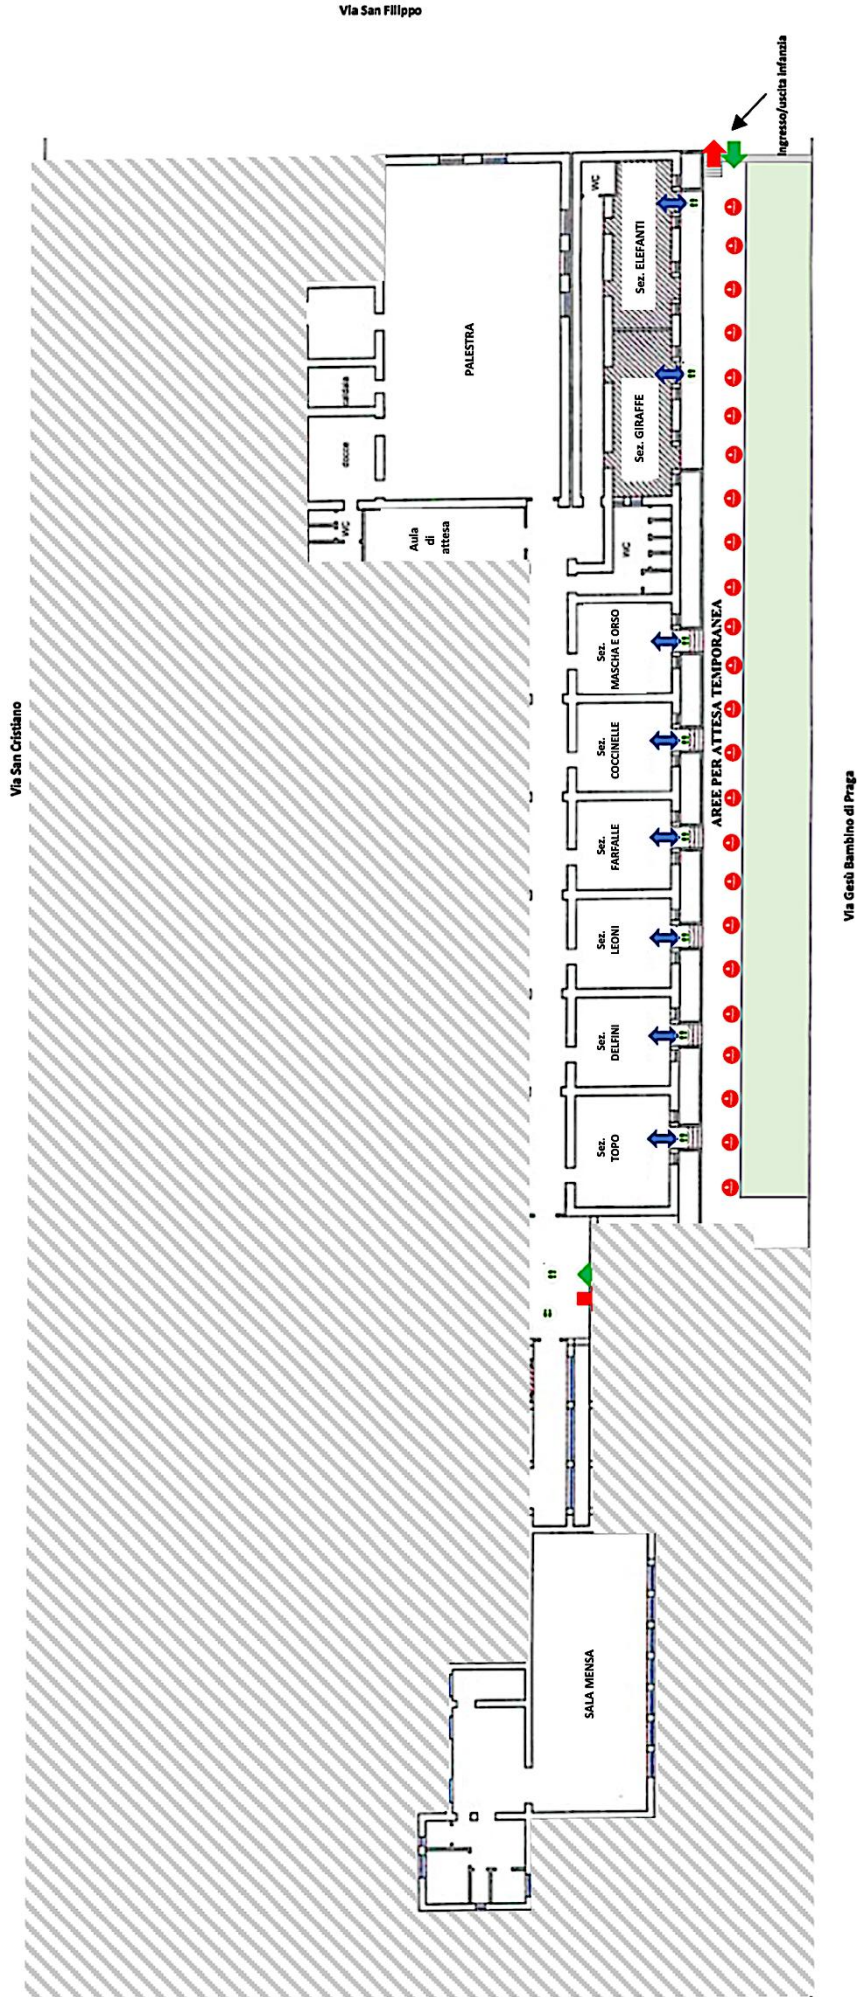 Via San Filippo
Ingresso/uscita infanzia
WC
Sez. ELEFANTI
PALESTRA
caldaia
Sez. GIRAFFE
docce
WC
Aula
di
attesa
WC
Sez.
MASCHA E ORSO
AREE PER ATTESA TEMPORANEA
Via San Cristiano
Sez.
COCCINELLE
Sez.
FARFALLE
Via Gesù Bambino di Praga
Sez.
LEONI
Sez.
DELFINI
Sez.
TOPO
SALA MENSA